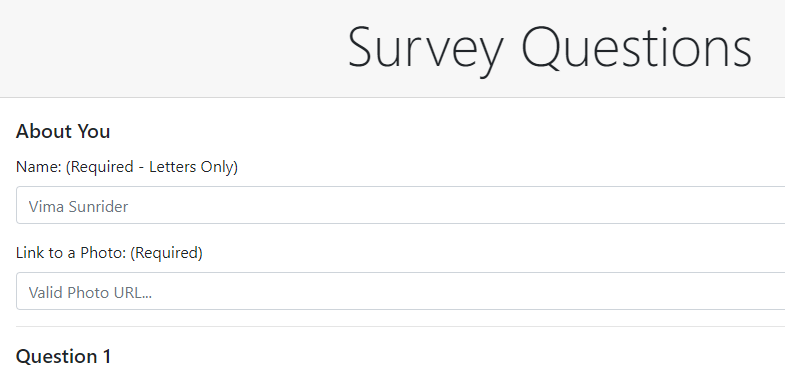 Survey Questions
About You
Name: (Required - Letters Only)
Vima Sunrider
Link to a Photo: (Required)
Valid Photo URL...
Question 1